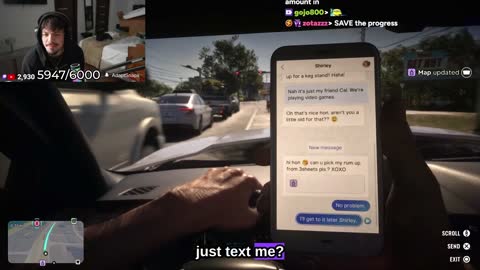 amount in
gojo800>
zotazzz> SAVE the progress
2,930 5947/6000
Map updated
Shirley
up for a keg stand! Haha!
Nah it's just my friend Cal. We're
playing video games.
Oh that's nice hon. aren't you a
little old for that??
New message
hi hon can u pick my rum up
from 3sheets pls ? XOXO
No problem.
I'll get to it later Shirley.
just text me?
MOVE
SEND
EXIT